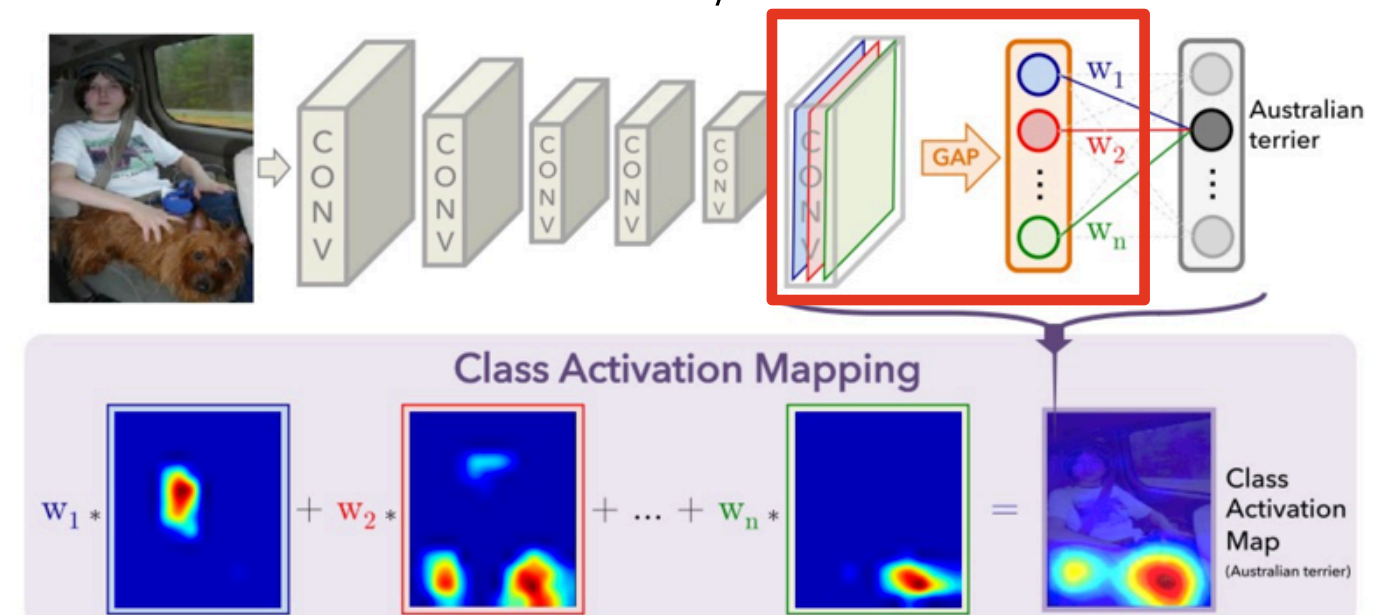 CONV
CONV
CONV
CONV
CONV
CONV
GAP
w1
w2
wn
Australian
terrier
Class Activation Mapping
w1 * + w2 * + ... + wn * =
Class
Activation
Map
(Australian terrier)